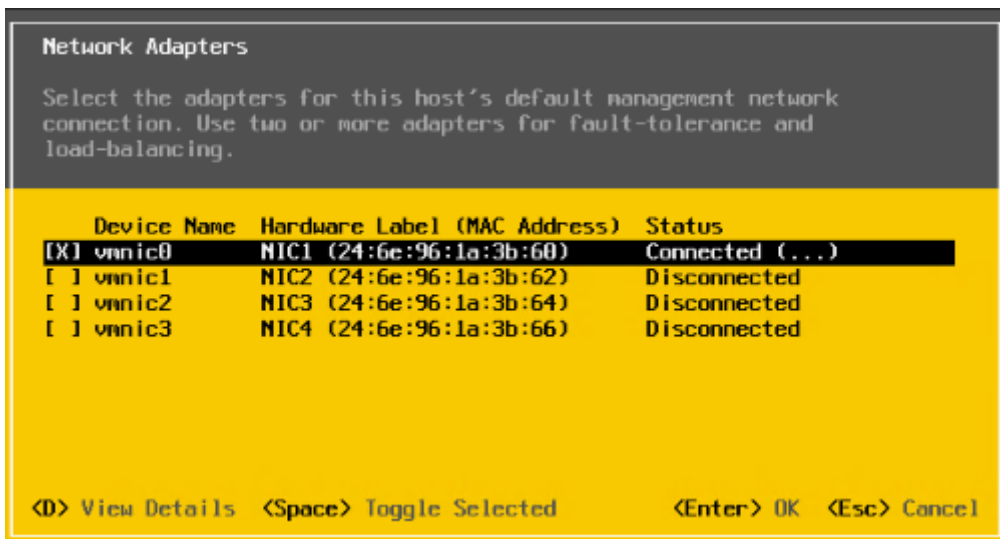 Network Adapters
Select the adapters for this host's default management network
connection. Use two or more adapters for fault-tolerance and
load-balancing.
Device Name Hardware Label (MAC Address) Status
[X] vmnic0 NIC1 (24:6e:96:1a:3b:60) Connected (...)
[ ] vmnic1 NIC2 (24:6e:96:1a:3b:62) Disconnected
[ ] vmnic2 NIC3 (24:6e:96:1a:3b:64) Disconnected
[ ] vmnic3 NIC4 (24:6e:96:1a:3b:66) Disconnected
<D> View Details <Space> Toggle Selected <Enter> OK <Esc> Cancel